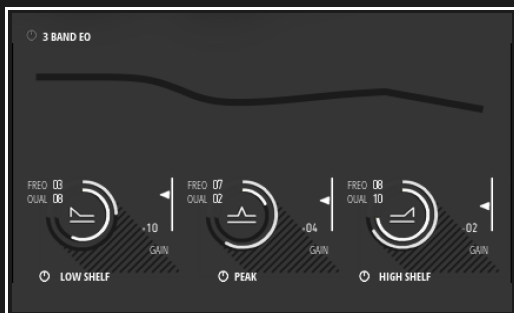 3 BAND EQ
FREQ 03
QUAL 08
-10
GAIN
LOW SHELF
FREQ 07
QUAL 02
-04
GAIN
PEAK
FREQ 08
QUAL 10
-02
GAIN
HIGH SHELF